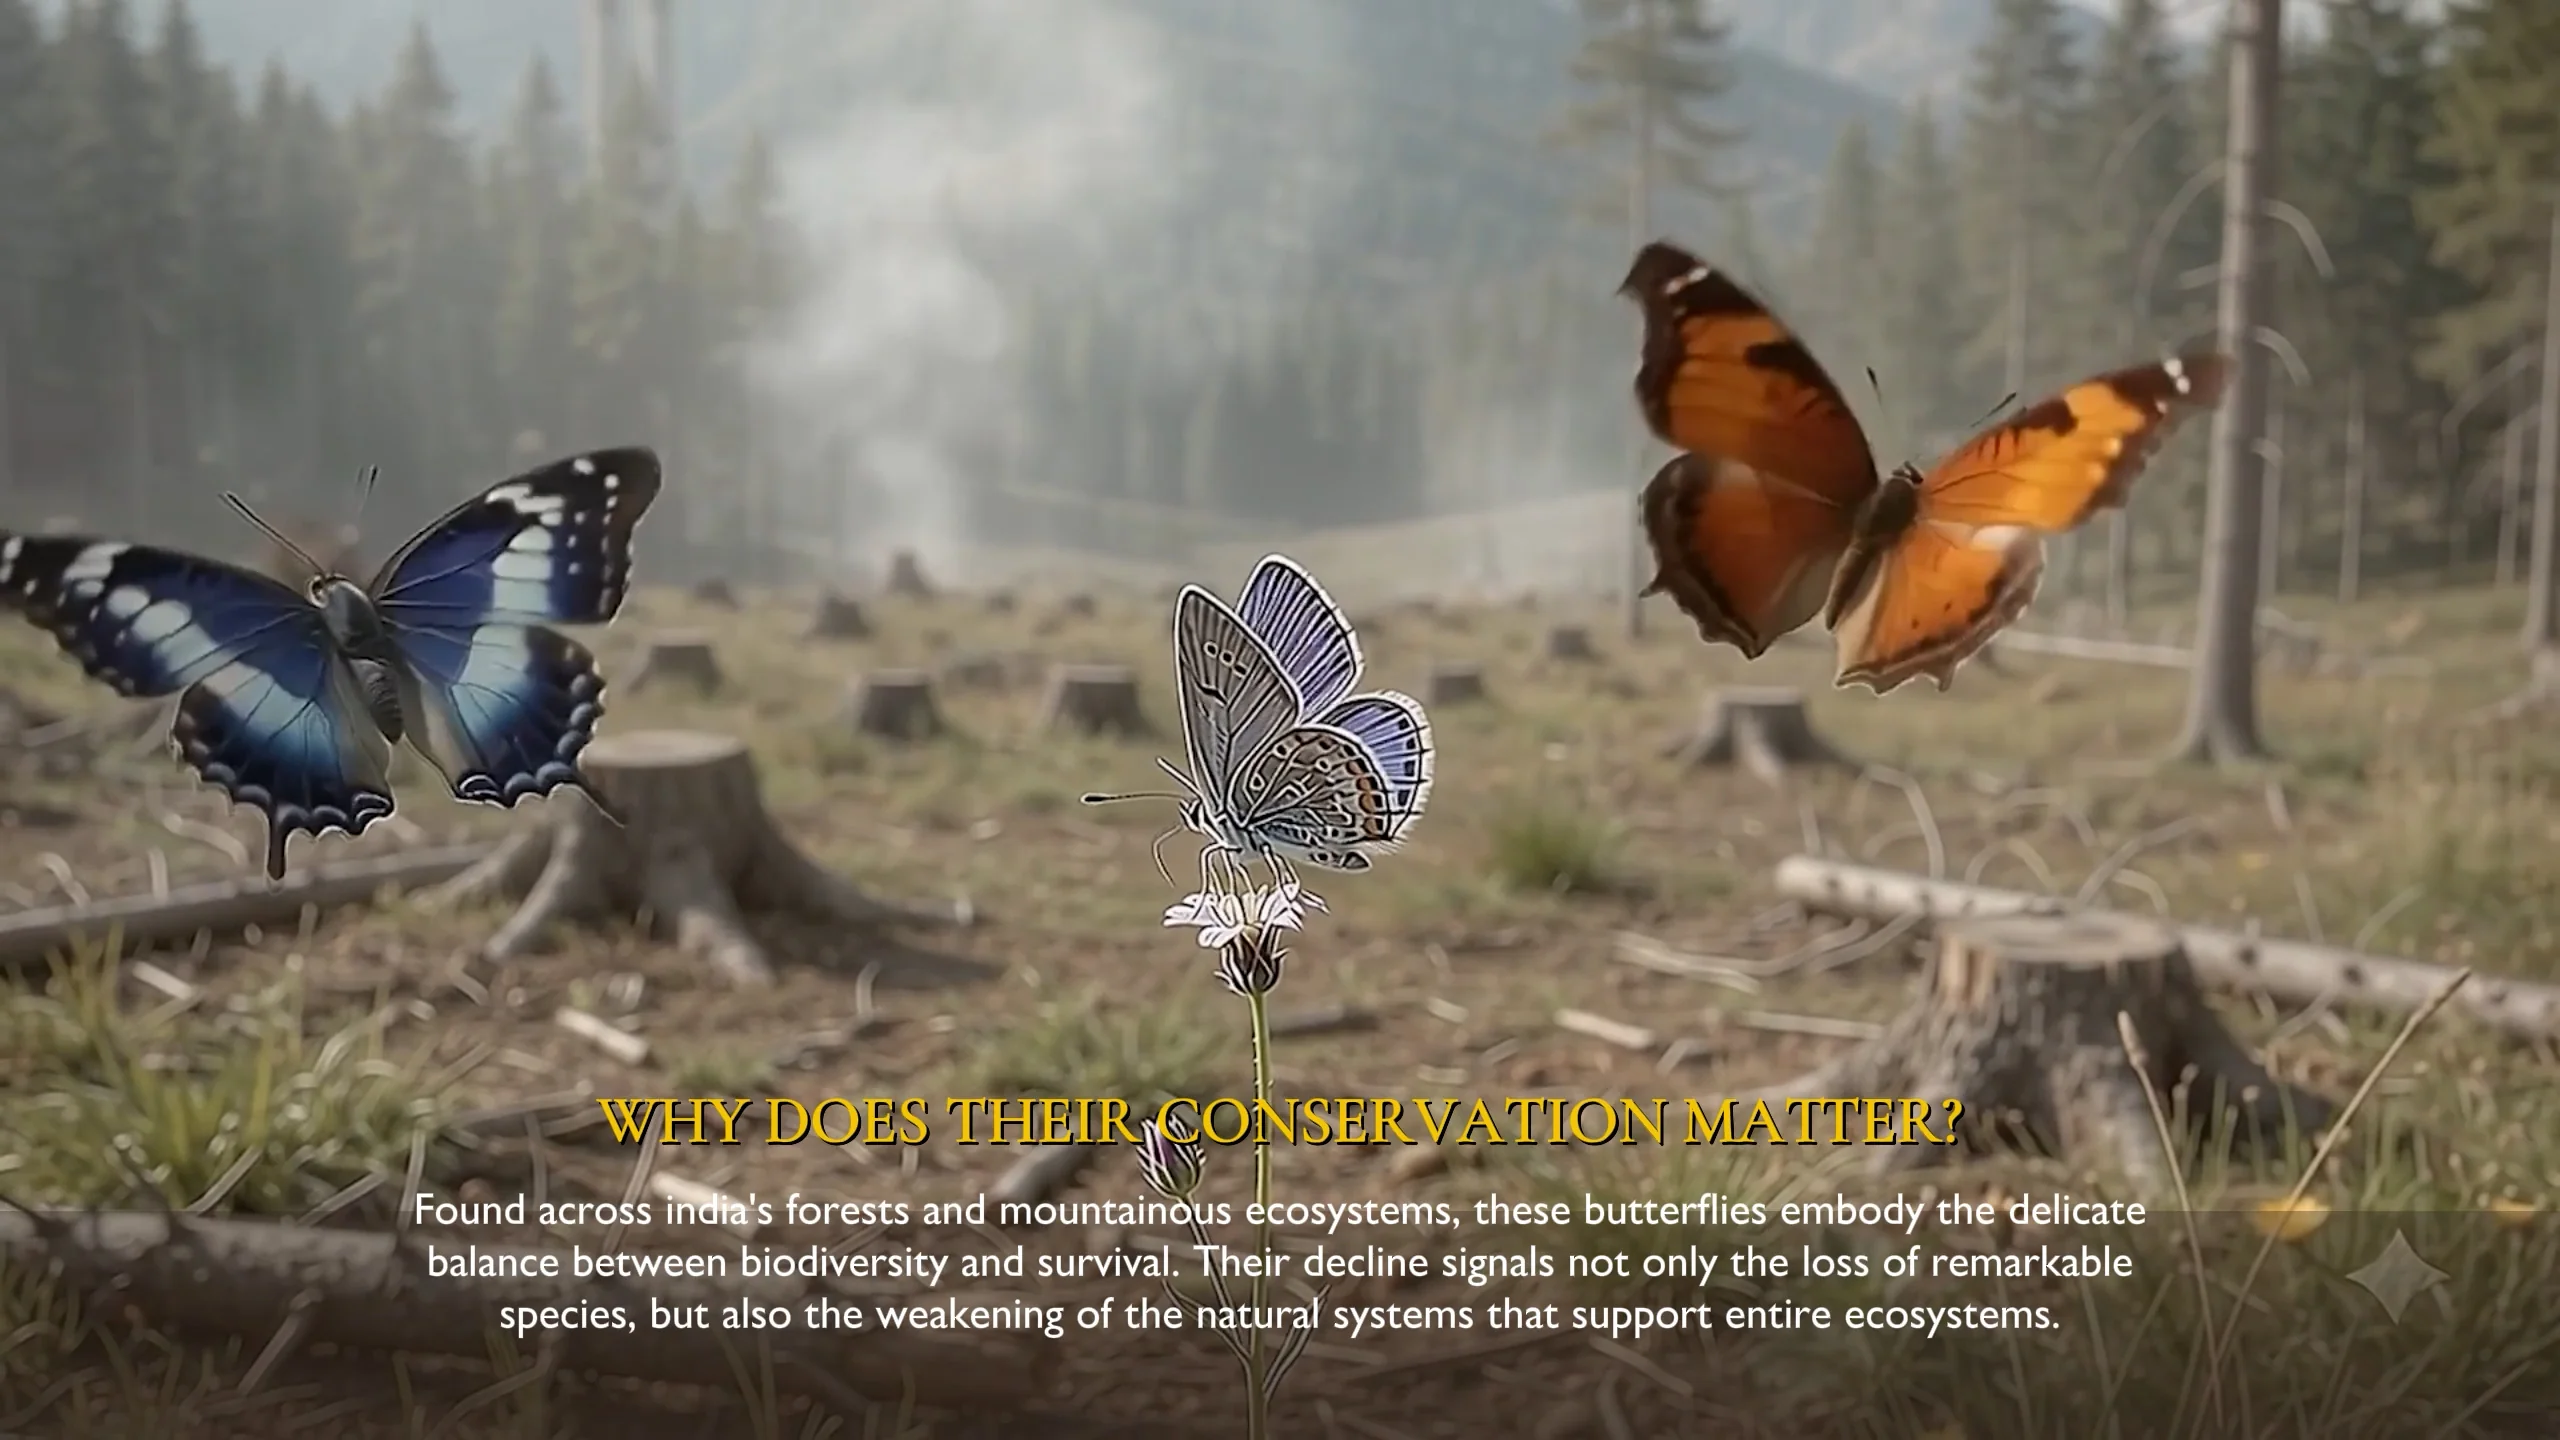 WHY DOES THEIR CONSERVATION MATTER?
Found across india's forests and mountainous ecosystems, these butterflies embody the delicate
balance between biodiversity and survival. Their decline signals not only the loss of remarkable
species, but also the weakening of the natural systems that support entire ecosystems.